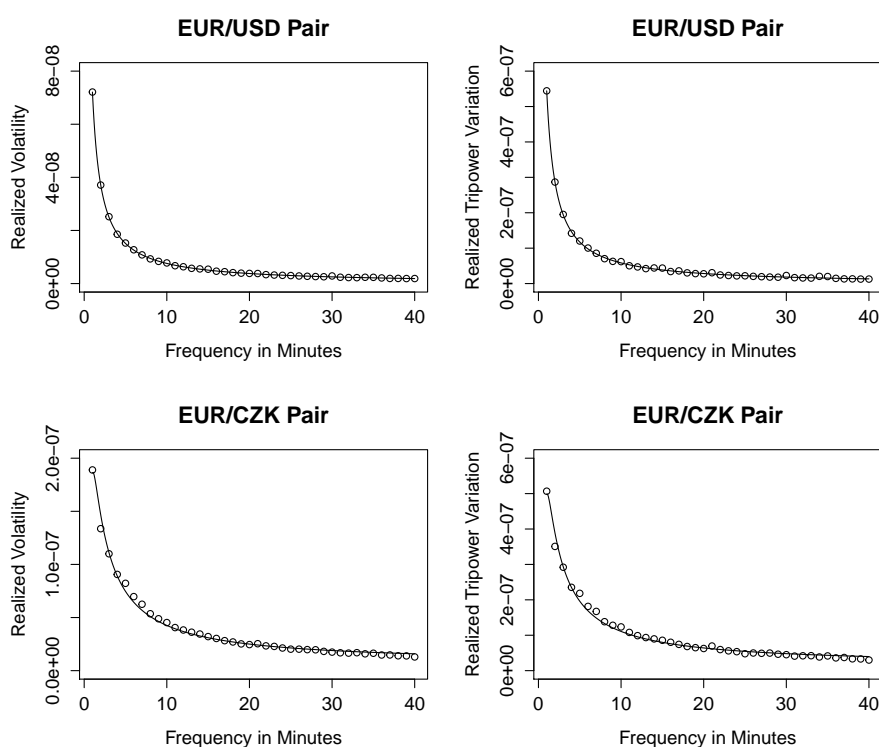 EUR/USD Pair
Realized Volatility
0e+00 4e-08 8e-08
0 10 20 30 40
Frequency in Minutes
EUR/USD Pair
Realized Tripower Variation
0e+00 2e-07 4e-07 6e-07
0 10 20 30 40
Frequency in Minutes
EUR/CZK Pair
Realized Volatility
0.0e+00 1.0e-07 2.0e-07
0 10 20 30 40
Frequency in Minutes
EUR/CZK Pair
Realized Tripower Variation
0e+00 2e-07 4e-07 6e-07
0 10 20 30 40
Frequency in Minutes